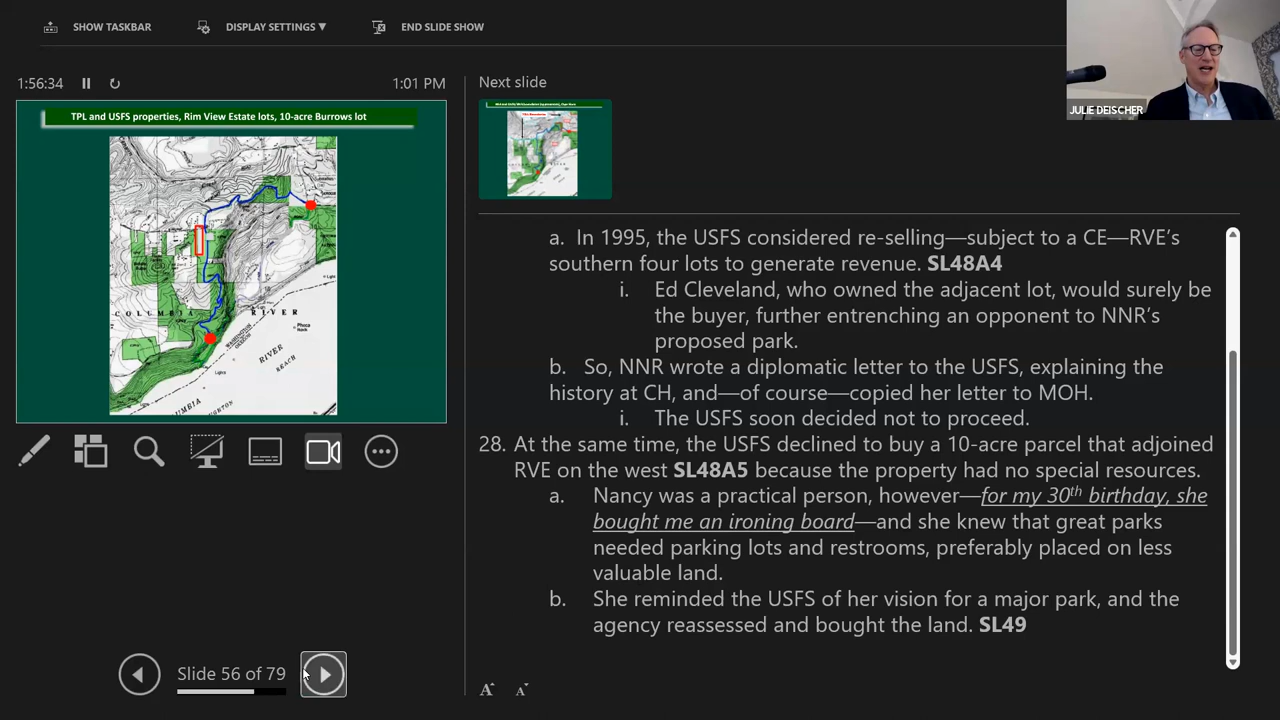 SHOW TASKBAR
DISPLAY SETTINGS ▼
END SLIDE SHOW
JULIE DEISCHER
1:56:34
1:01 PM
Next slide
TPL and USFS properties, Rim View Estate lots, 10-acre Burrows lot
COLUMBIA
RIVER
RIVER
BEACH
a. In 1995, the USFS considered re-selling—subject to a CE—RVE’s
southern four lots to generate revenue. SL48A4
i. Ed Cleveland, who owned the adjacent lot, would surely be
the buyer, further entrenching an opponent to NNR’s
proposed park.
b. So, NNR wrote a diplomatic letter to the USFS, explaining the
history at CH, and—of course—copied her letter to MOH.
i. The USFS soon decided not to proceed.
28. At the same time, the USFS declined to buy a 10-acre parcel that adjoined
RVE on the west SL48A5 because the property had no special resources.
a. Nancy was a practical person, however—for my 30th birthday, she
bought me an ironing board—and she knew that great parks
needed parking lots and restrooms, preferably placed on less
valuable land.
b. She reminded the USFS of her vision for a major park, and the
agency reassessed and bought the land. SL49
Slide 56 of 79
A A